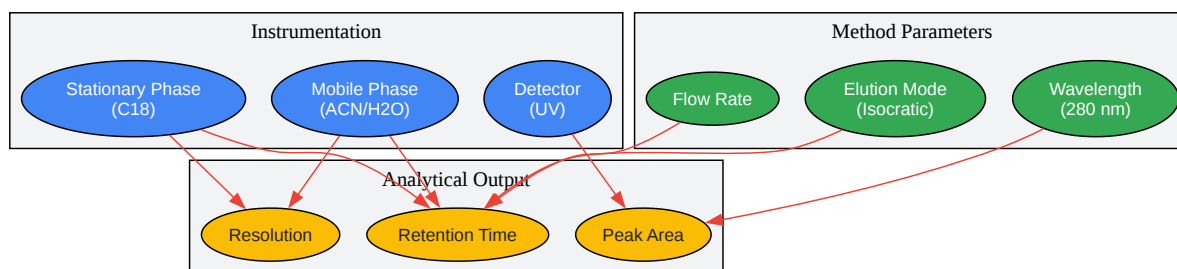 Instrumentation
Method Parameters
Stationary Phase
(C18)
Mobile Phase
(ACN/H2O)
Detector
(UV)
Flow Rate
Elution Mode
(Isocratic)
Wavelength
(280 nm)
Analytical Output
Resolution
Retention Time
Peak Area